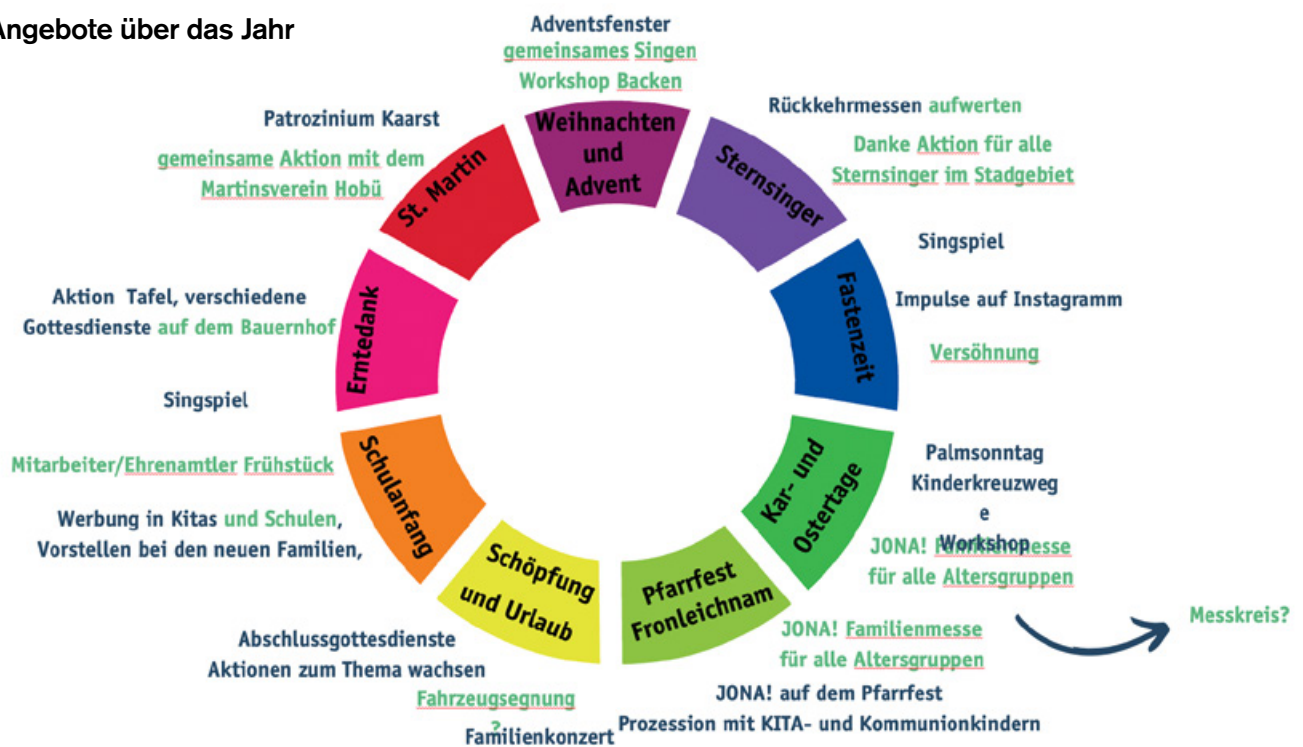 Angebote über das Jahr
Adventsfenster
gemeinsames Singen
Workshop Backen
Weihnachten
und
Advent
Rückkehrmessen aufwerten
Danke Aktion für alle
Sternsinger im Stadgebiet
Sternsinger
Singspiel
Impulse auf Instagramm
Versöhnung
Fastenzeit
Palmsonntag
Kinderkreuzweg
e
Workshop
JONA! Familienmesse
für alle Altersgruppen
Kar- und
Ostertage
Messkreis?
JONA! Familienmesse
für alle Altersgruppen
JONA! auf dem Pfarrfest
Prozession mit KITA- und Kommunionkindern
Pfarrfest
Fronleichnam
Abschlussgottesdienste
Aktionen zum Thema wachsen
Fahrzeugsegnung
?
Familienkonzert
Schöpfung
und Urlaub
Singspiel
Mitarbeiter/Ehrenamtler Frühstück
Werbung in Kitas und Schulen,
Vorstellen bei den neuen Familien,
Schulanfang
Aktion Tafel, verschiedene
Gottesdienste auf dem Bauernhof
Erntedank
Patrozinium Kaarst
gemeinsame Aktion mit dem
Martinsverein Hobü
St. Martin